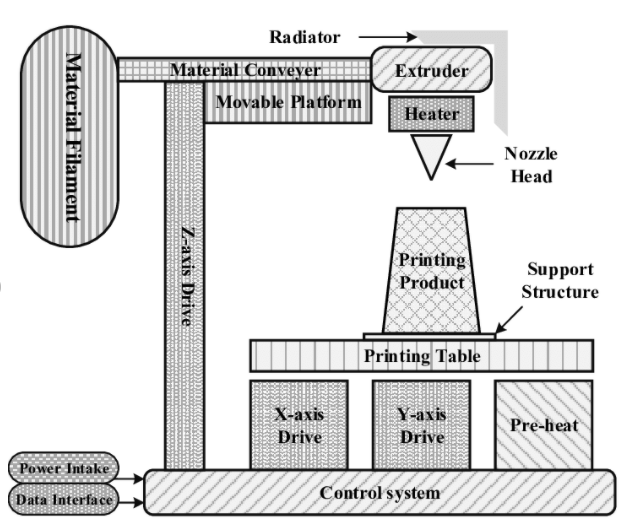 Radiator
Material Filament
Material Conveyer
Extruder
Movable Platform
Heater
Nozzle
Head
Z-axis Drive
Printing
Product
Support
Structure
Printing Table
X-axis
Drive
Y-axis
Drive
Pre-heat
Power Intake
Data Interface
Control system